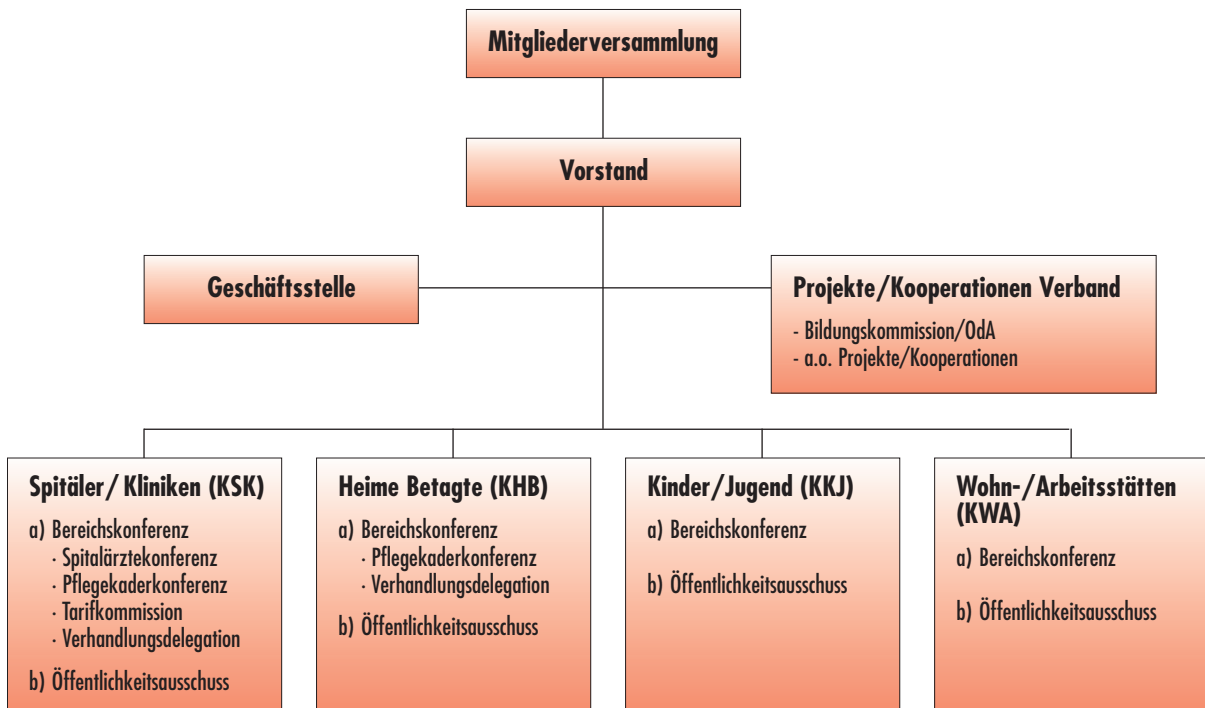 Mitgliederversammlung
Vorstand
Geschäftsstelle
Projekte/Kooperationen Verband
- Bildungskommission/OdA
- a.o. Projekte/Kooperationen
Spitäler/Kliniken (KSK)
a) Bereichskonferenz
· Spitalärztekonferenz
· Pflegekaderkonferenz
· Tarifkommission
· Verhandlungsdelegation
b) Öffentlichkeitsausschuss
Heime Betagte (KHB)
a) Bereichskonferenz
· Pflegekaderkonferenz
· Verhandlungsdelegation
b) Öffentlichkeitsausschuss
Kinder/Jugend (KKJ)
a) Bereichskonferenz
b) Öffentlichkeitsausschuss
Wohn-/Arbeitsstätten
(KWA)
a) Bereichskonferenz
b) Öffentlichkeitsausschuss